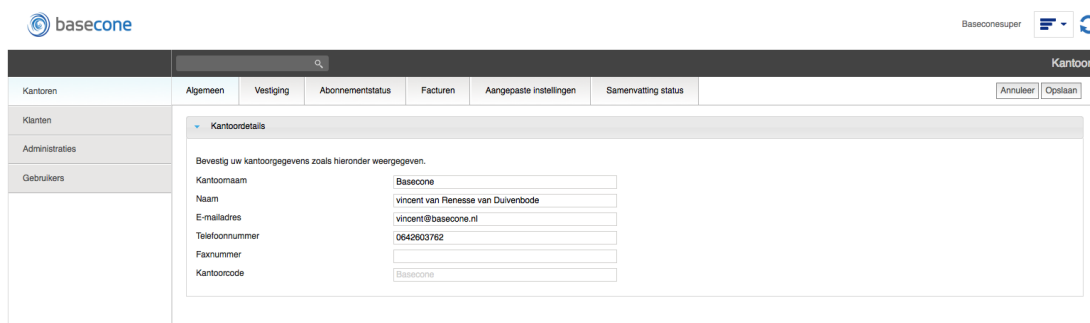 basecone
Baseconesuper
Kantoor
Kantoren
Algemeen Vestiging Abonnementstatus Facturen Aangepaste instellingen Samenvatting status Annuleer Opslaan
Klanten
Administraties
Gebruikers
Kantoordetails
Bevestig uw kantoorgegevens zoals hieronder weergegeven.
Kantoornaam Basecone
Naam vincent van Renesse van Duivenbode
E-mailadres vincent@basecone.nl
Telefoonnummer 0642603762
Faxnummer
Kantoorcode Basecone